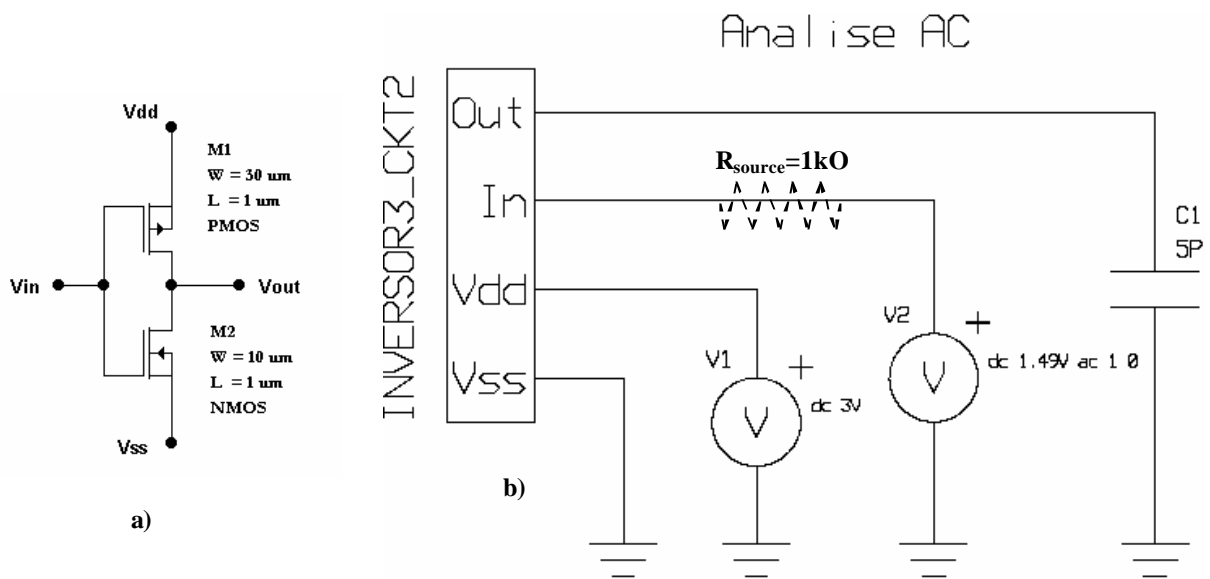 Vdd
M1
W = 30 um
L = 1 um
PMOS
Vin
Vout
M2
W = 10 um
L = 1 um
NMOS
Vss
a)
Analise AC
INVERSOR3_CKT2
Out
In
Vdd
Vss
Rsource=1kO
C1
5P
V2
+
V
dc 1.49V ac 1 0
V1
+
V
dc 3V
b)